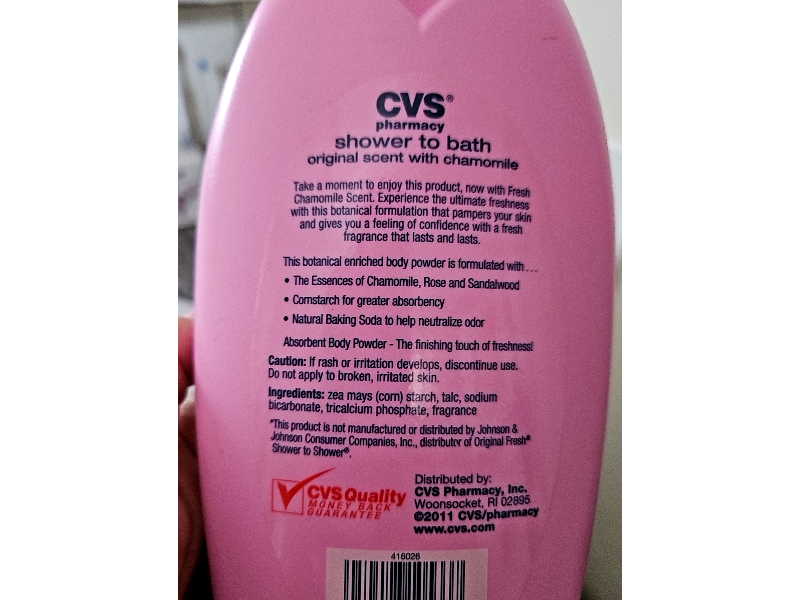 CVS®
pharmacy
shower to bath
original scent with chamomile
Take a moment to enjoy this product, now with Fresh
Chamomile Scent. Experience the ultimate freshness
with this botanical formulation that pampers your skin
and gives you a feeling of confidence with a fresh
fragrance that lasts and lasts.
This botanical enriched body powder is formulated with...
• The Essences of Chamomile, Rose and Sandalwood
• Cornstarch for greater absorbency
• Natural Baking Soda to help neutralize odor
Absorbent Body Powder - The finishing touch of freshness!
Caution: If rash or irritation develops, discontinue use.
Do not apply to broken, irritated skin.
Ingredients: zea mays (corn) starch, talc, sodium
bicarbonate, tricalcium phosphate, fragrance
*This product is not manufactured or distributed by Johnson &
Johnson Consumer Companies, Inc., distributor of Original Fresh®
Shower to Shower®.
CVS Quality
MONEY BACK
GUARANTEE
Distributed by:
CVS Pharmacy, Inc.
Woonsocket, RI 02895
©2011 CVS/pharmacy
www.cvs.com
416026